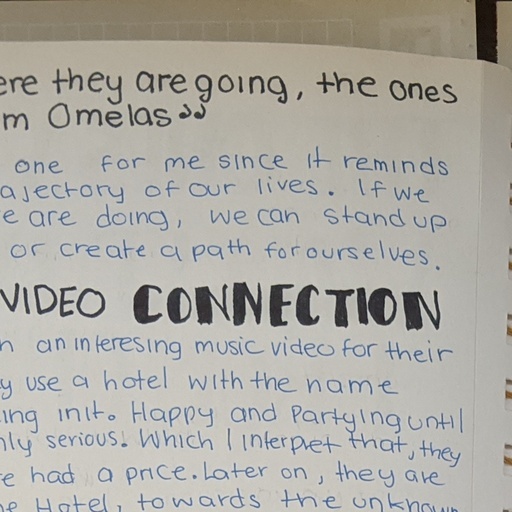 ere they are going, the ones
m Omelas"
one for me since it reminds
ajectory of our lives. If we
e are doing, we can stand up
or create a path for ourselves.
VIDEO CONNECTION
n an interesing music video for their
y use a hotel with the name
ing init. Happy and Partying until
nly serious. Which I interpret that, they
e had a price. Later on, they are
he Hotel, towards the unknown